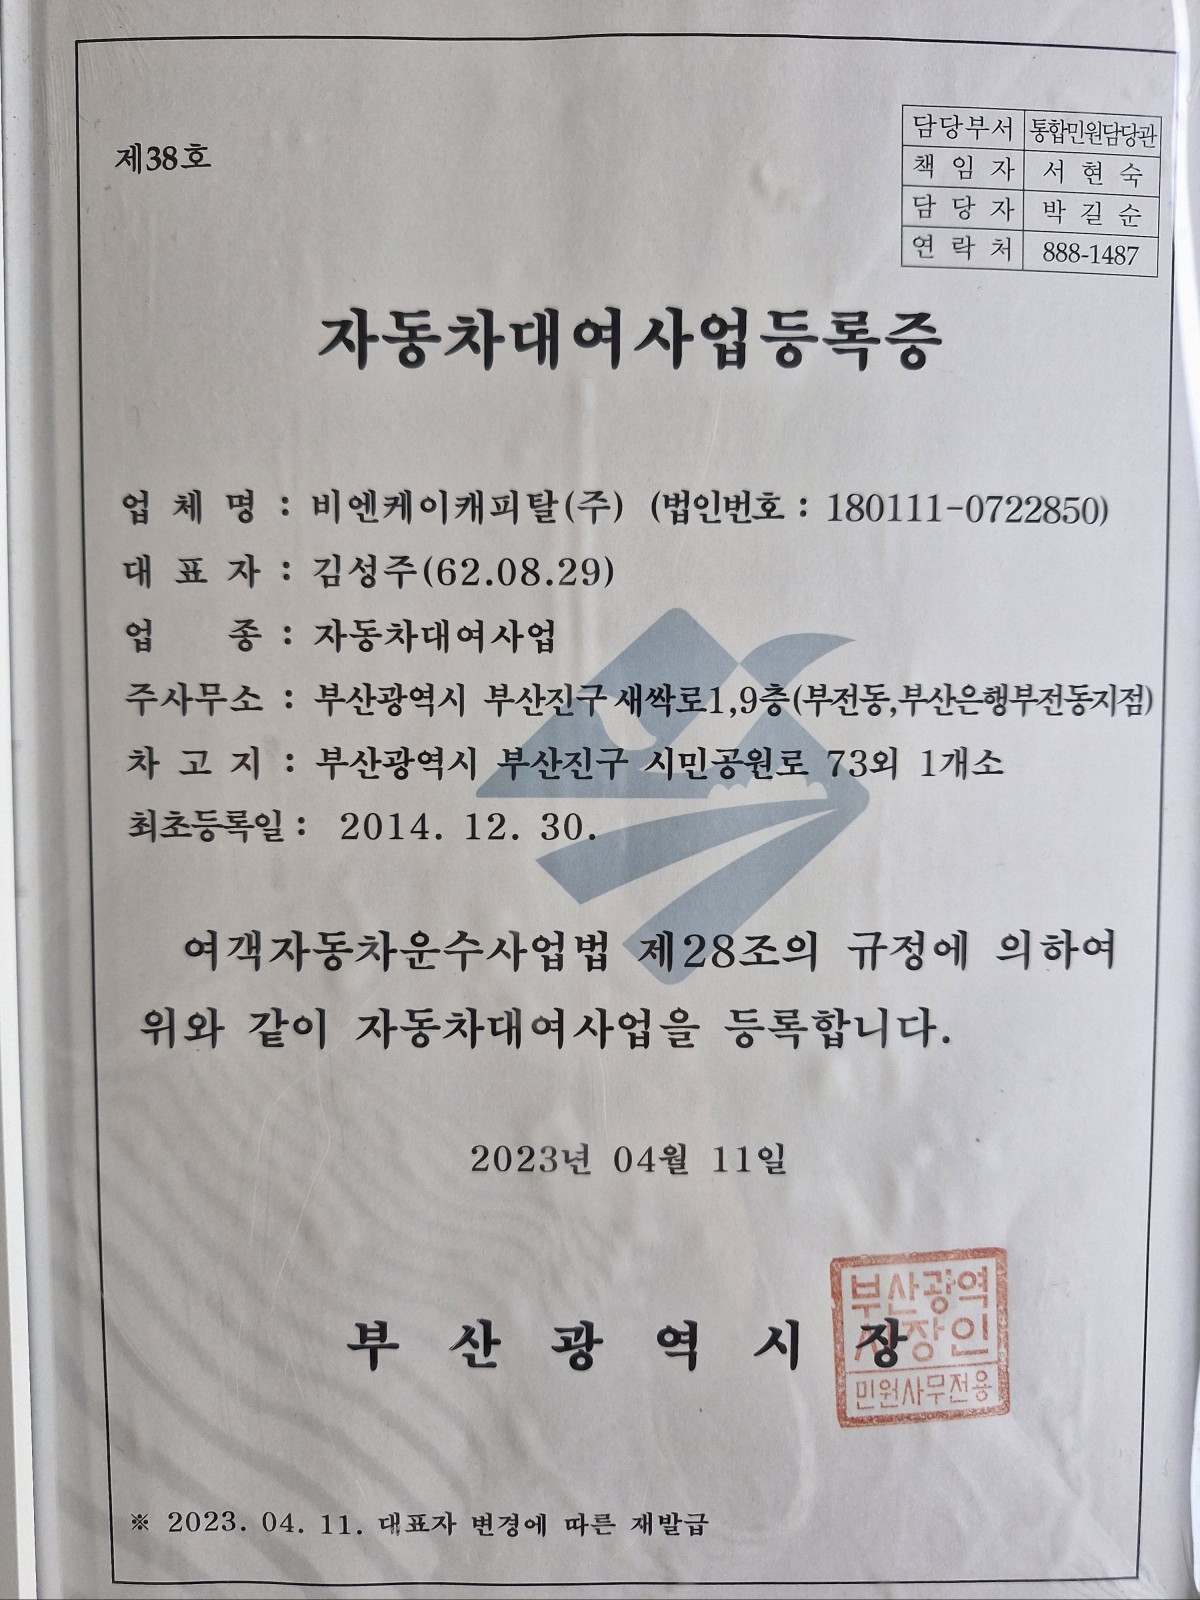 제38호
담당부서 통합민원담당관
책 임 자 서 현 숙
담 당 자 박 길 순
연 락 처 888-1487
자동차대여사업등록증
업 체 명 : 비엔케이캐피탈(주) (법인번호 : 180111-0722850)
대 표 자 : 김성주(62.08.29)
업 종 : 자동차대여사업
주사무소 : 부산광역시 부산진구 새싹로1,9층(부전동,부산은행부전동지점)
차 고 지 : 부산광역시 부산진구 시민공원로 73외 1개소
최초등록일 : 2014. 12. 30.
여객자동차운수사업법 제28조의 규정에 의하여
위와 같이 자동차대여사업을 등록합니다.
2023년 04월 11일
부 산 광 역 시 장
부산광역
시장인
민원사무전용
※ 2023. 04. 11. 대표자 변경에 따른 재발급